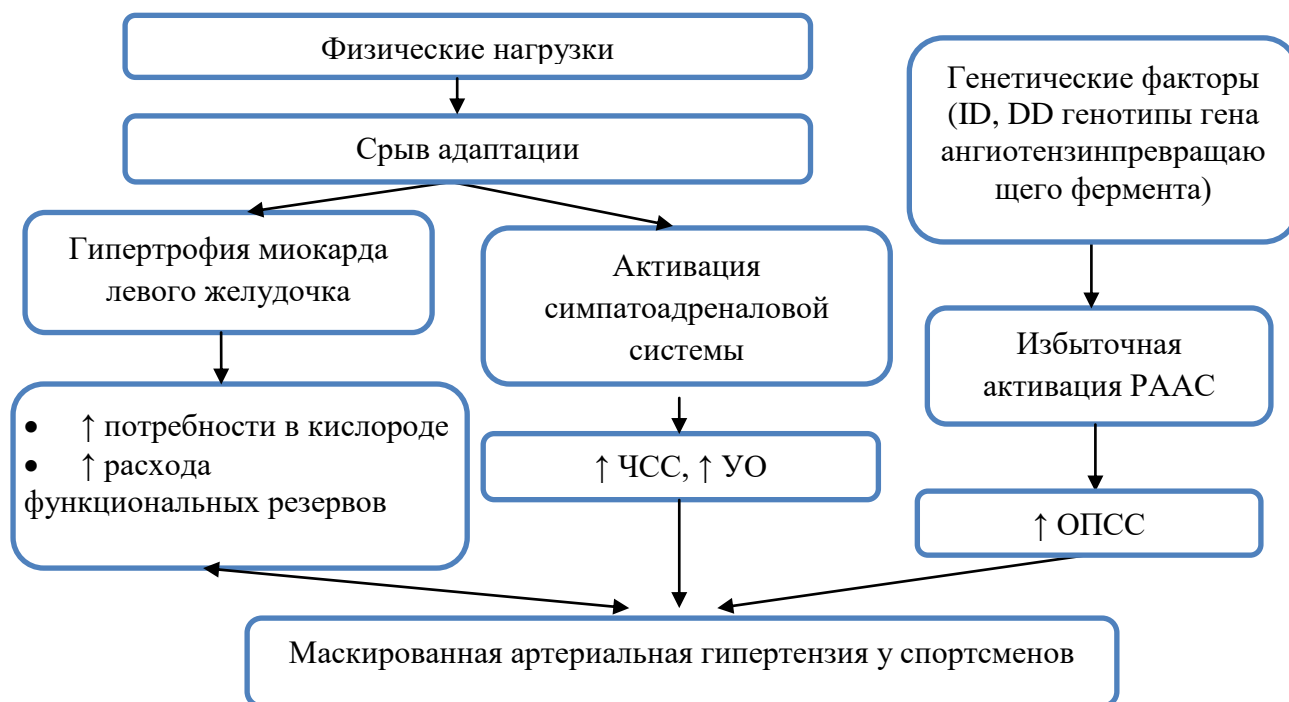 Физические нагрузки
Срыв адаптации
Генетические факторы
(ID, DD генотипы гена
ангиотензинпревращаю
щего фермента)
Гипертрофия миокарда
левого желудочка
Активация
симпатоадреналовой
системы
Избыточная
активация РААС
• ↑ потребности в кислороде
• ↑ расхода
функциональных резервов
↑ ЧСС, ↑ УО
↑ ОПСС
Маскированная артериальная гипертензия у спортсменов